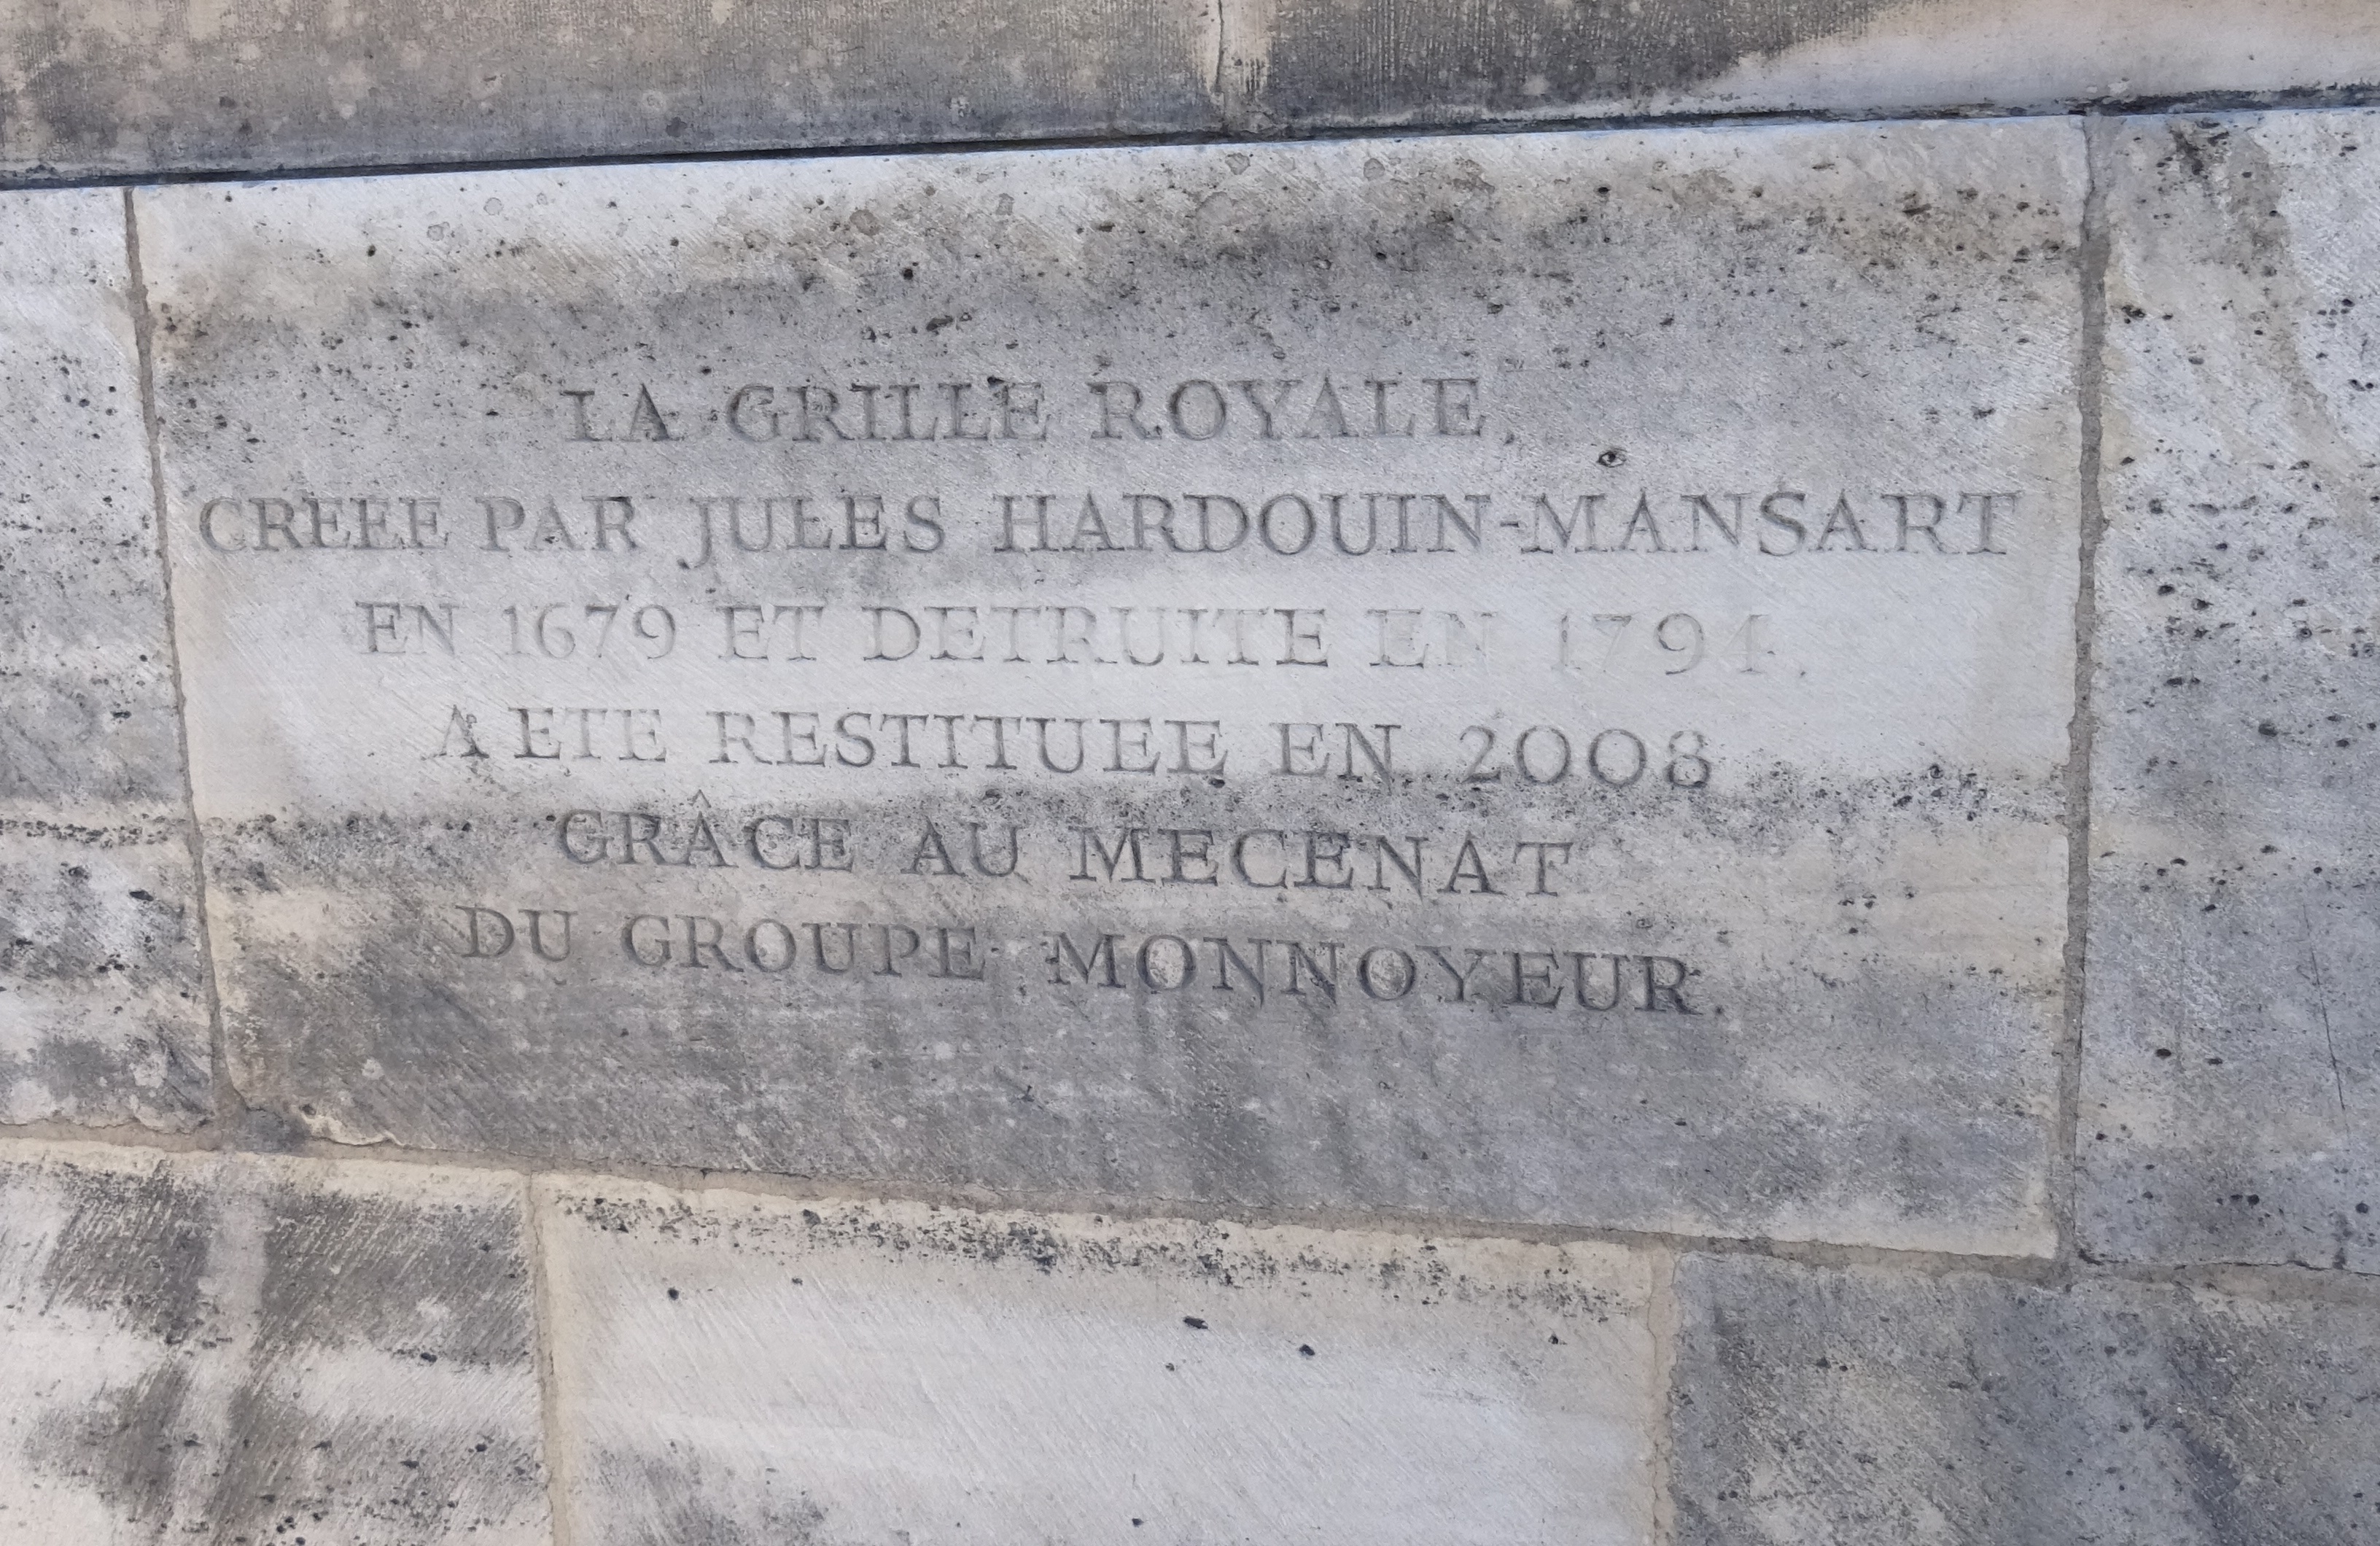 LA GRILLE ROYALE,
CREEE PAR JULES HARDOUIN-MANSART
EN 1679 ET DETRUITE EN 1794,
A ETE RESTITUEE EN 2008
GRÂCE AU MECENAT
DU GROUPE MONNOYEUR.